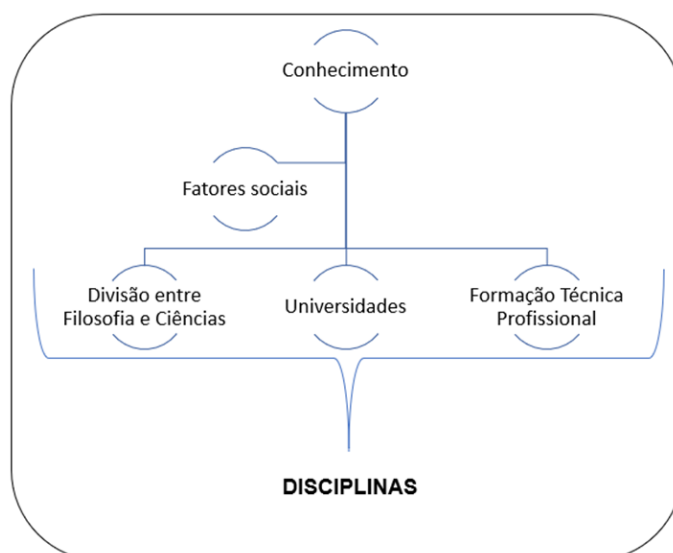 Conhecimento
Fatores sociais
Divisão entre
Filosofia e Ciências
Universidades
Formação Técnica
Profissional
DISCIPLINAS